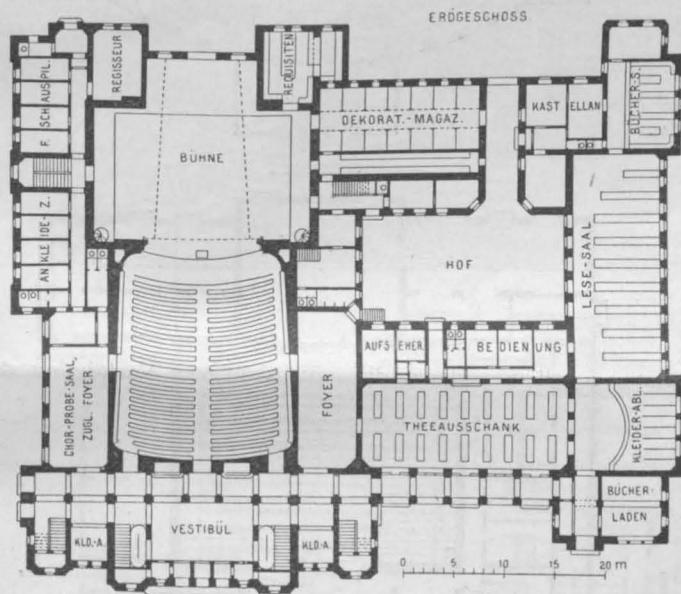 ERDGESCHOSS
REGISSEUR
REQUISITEN
F. SCHAUSPIL.
DEKORAT.-MAGAZ.
KAST ELLAN
BÜCHER-S.
BÜHNE
ANKLEIDE-Z.
HOF
LESE-SAAL
AUFS EHER.
BEDIENUNG
CHOR-PROBE-SAAL,
ZUGL. FOYER
FOYER
THEEAUSSCHANK
KLEIDER-ABL.
BÜCHER-
LADEN
KLD.-A.
VESTIBÜL
KLD.-A.
0 5 10 15 20 m